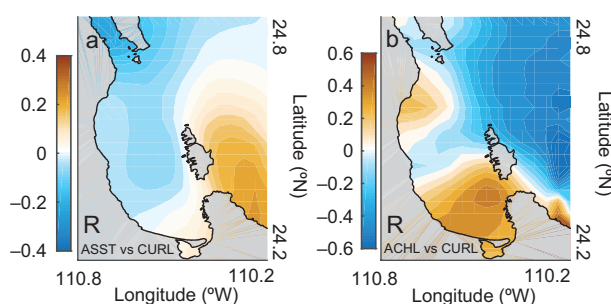 0.4
0.2
0
–0.2
–0.4
a
R
ASST vs CURL
24.8
Latitude (ºN)
24.2
110.8
110.2
Longitude (ºW)
0.6
0.4
0.2
0
–0.2
–0.4
–0.6
b
R
ACHL vs CURL
24.8
Latitude (ºN)
24.2
110.8
110.2
Longitude (ºW)